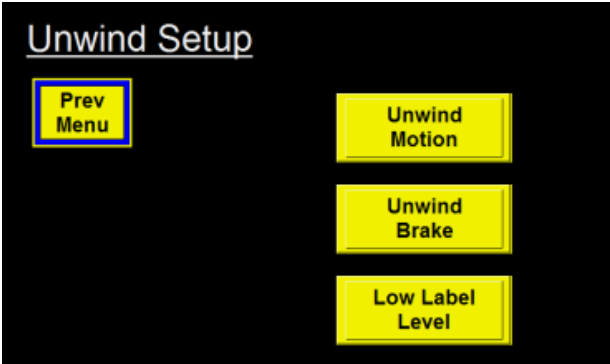 Unwind Setup
Prev
Menu
Unwind
Motion
Unwind
Brake
Low Label
Level